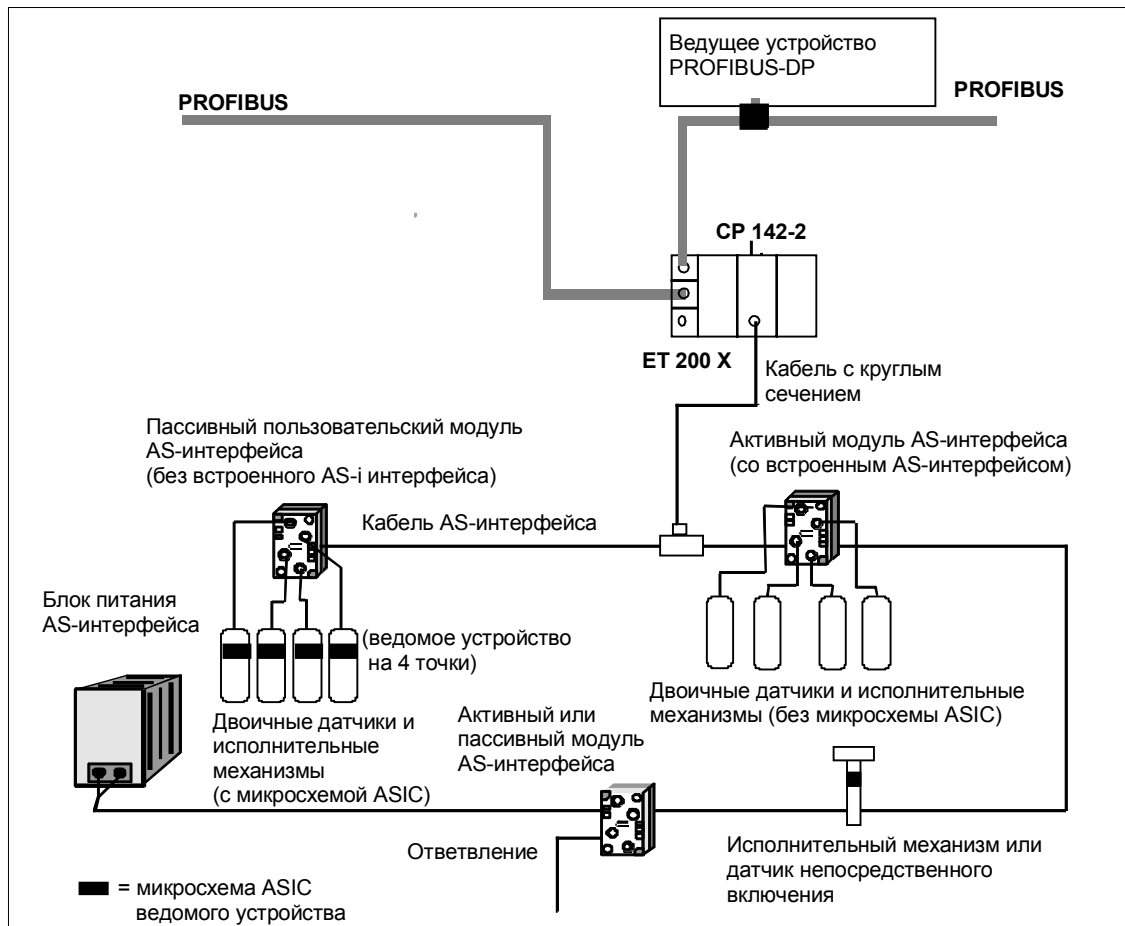 Ведущее устройство
PROFIBUS-DP
PROFIBUS
PROFIBUS
CP 142-2
ET 200 X
Кабель с круглым
сечением
Пассивный пользовательский модуль
AS-интерфейса
(без встроенного AS-i интерфейса)
Активный модуль AS-интерфейса
(со встроенным AS-интерфейсом)
Кабель AS-интерфейса
Блок питания
AS-интерфейса
(ведомое устройство
на 4 точки)
Двоичные датчики и
исполнительные
механизмы
(с микросхемой ASIC)
Двоичные датчики и исполнительные
механизмы (без микросхемы ASIC)
Активный или
пассивный модуль
AS-интерфейса
Ответвление
Исполнительный механизм или
датчик непосредственного
включения
= микросхема ASIC
ведомого устройства